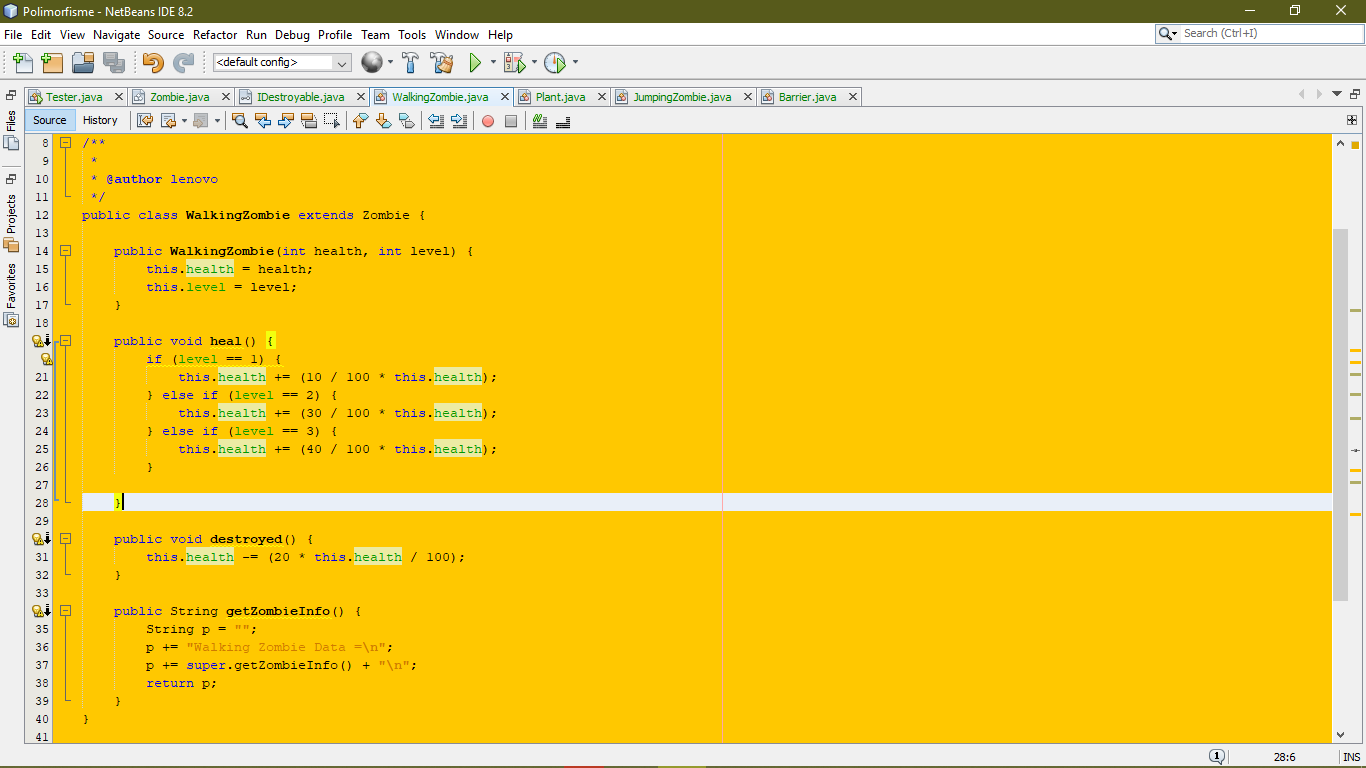 Polimorfisme - NetBeans IDE 8.2
File Edit View Navigate Source Refactor Run Debug Profile Team Tools Window Help
Search (Ctrl+I)
<default config>
Tester.java Zombie.java IDestroyable.java WalkingZombie.java Plant.java JumpingZombie.java Barrier.java
Source History
Files
Projects
Favorites
8 /**
9 *
10 * @author lenovo
11 */
12 public class WalkingZombie extends Zombie {
13
14 public WalkingZombie(int health, int level) {
15 this.health = health;
16 this.level = level;
17 }
18
public void heal() {
if (level == 1) {
21 this.health += (10 / 100 * this.health);
22 } else if (level == 2) {
23 this.health += (30 / 100 * this.health);
24 } else if (level == 3) {
25 this.health += (40 / 100 * this.health);
26 }
27
28 }
29
public void destroyed() {
31 this.health -= (20 * this.health / 100);
32 }
33
public String getZombieInfo() {
35 String p = "";
36 p += "Walking Zombie Data =\n";
37 p += super.getZombieInfo() + "\n";
38 return p;
39 }
40 }
41
1
28:6
INS